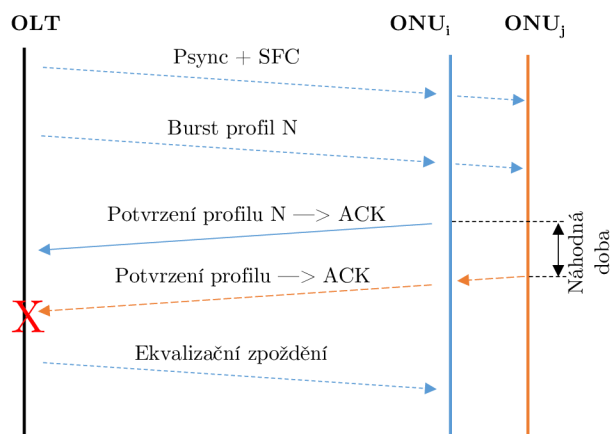 OLT ONUi ONUj
Psync + SFC
Burst profil N
Potvrzení profilu N —> ACK
Náhodná
doba
Potvrzení profilu —> ACK
X
Ekvalizační zpoždění